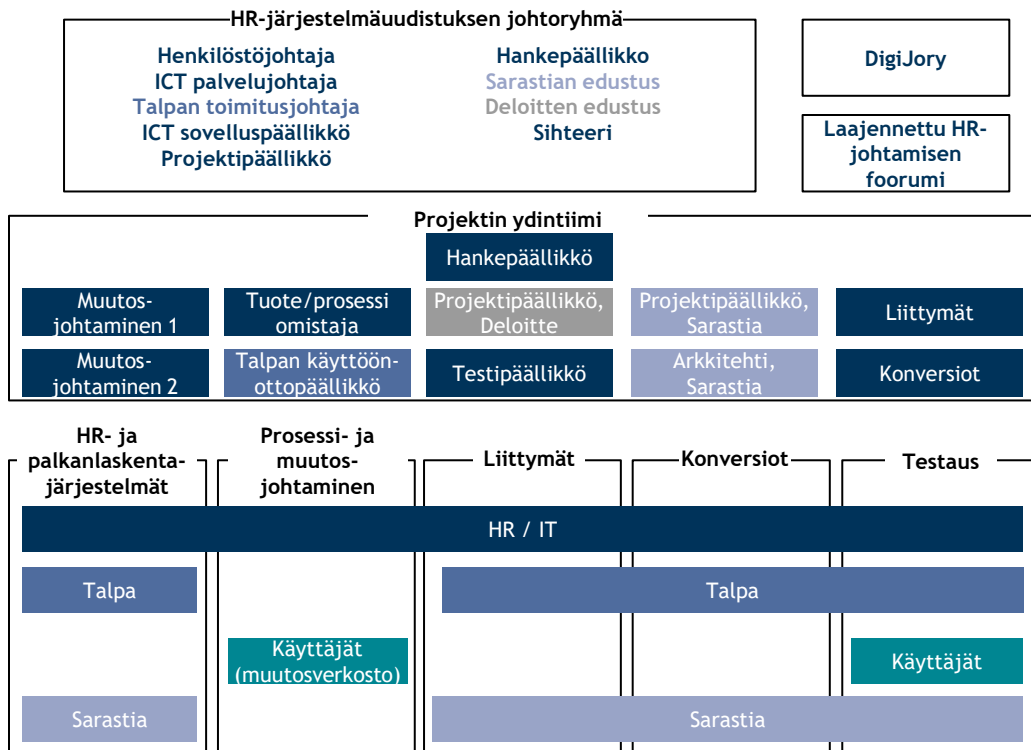 HR-järjestelmäuudistuksen johtoryhmä
Henkilöstöjohtaja
ICT palvelujohtaja
Talpan toimitusjohtaja
ICT sovelluspäällikkö
Projektipäällikkö
Hankepäällikko
Sarastian edustus
Deloitten edustus
Sihteeri
DigiJory
Laajennettu HR-
johtamisen
foorumi
Projektin ydintiimi
Hankepäällikkö
Muutos-
johtaminen 1
Tuote/prosessi
omistaja
Projektipäällikkö,
Deloitte
Projektipäällikkö,
Sarastia
Liittymät
Muutos-
johtaminen 2
Talpan käyttöön-
ottopäällikkö
Testipäällikkö
Arkkitehti,
Sarastia
Konversiot
HR- ja
palkanlaskenta-
järjestelmät
Prosessi- ja
muutos-
johtaminen
Liittymät
Konversiot
Testaus
HR / IT
Talpa
Talpa
Käyttäjät
(muutosverkosto)
Käyttäjät
Sarastia
Sarastia